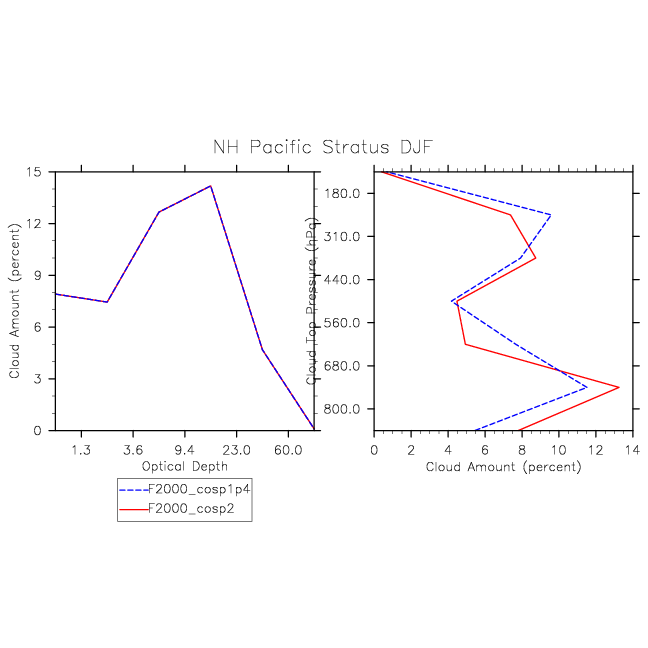 NH Pacific Stratus DJF
Cloud Amount (percent)
15
12
9
6
3
0
1.3 3.6 9.4 23.0 60.0
Optical Depth
Cloud Top Pressure (hPa)
180.0
310.0
440.0
560.0
680.0
800.0
0 2 4 6 8 10 12 14
Cloud Amount (percent)
F2000_cosp1p4
F2000_cosp2